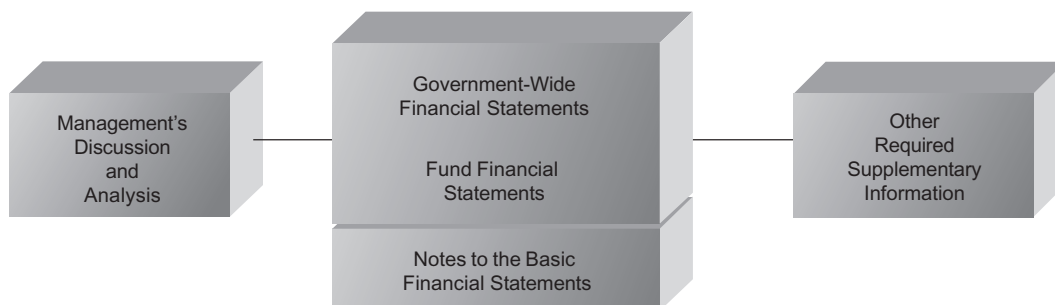 Management’s
Discussion
and
Analysis
Government-Wide
Financial Statements
Fund Financial
Statements
Notes to the Basic
Financial Statements
Other
Required
Supplementary
Information